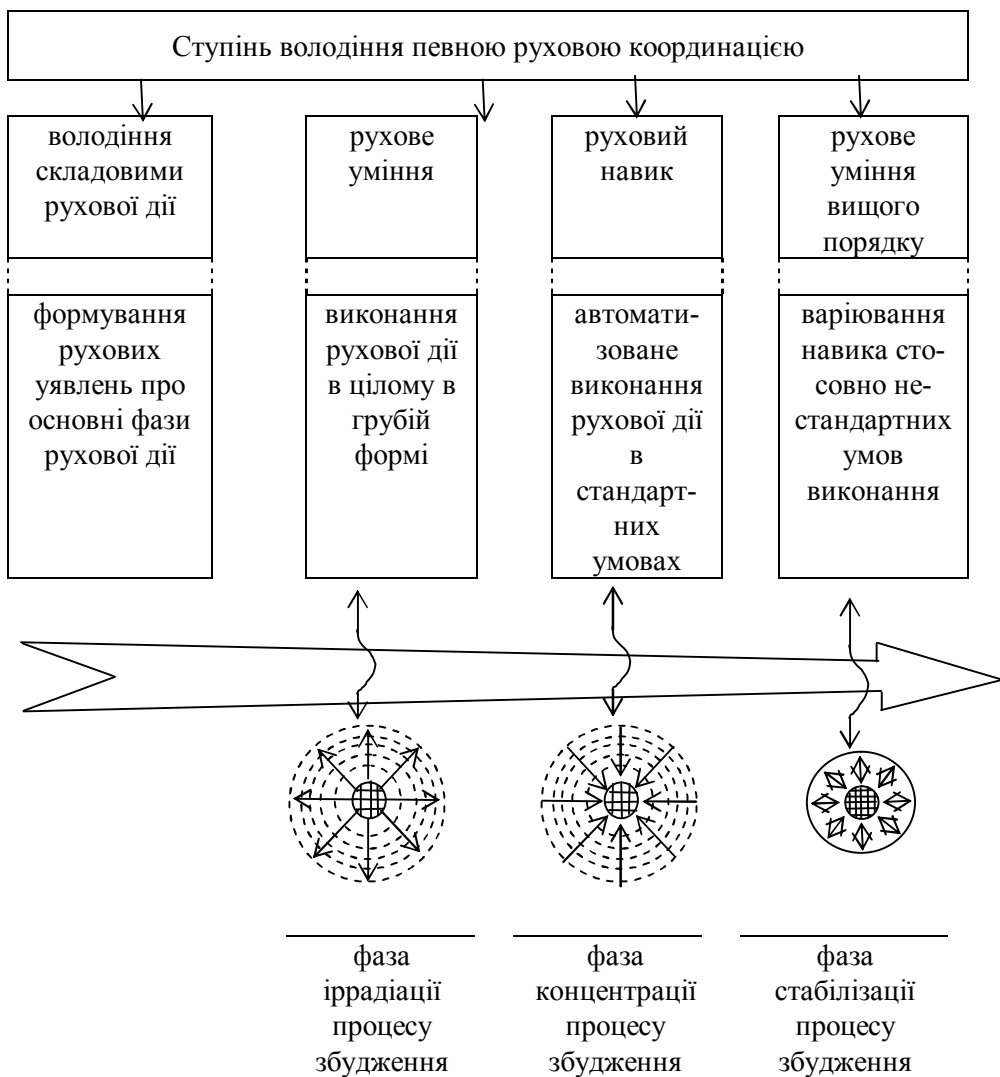 Ступінь володіння певною руховою координацією
володіння
складовими
рухової дії
рухове
уміння
руховий
навик
рухове
уміння
вищого
порядку
формування
рухових
уявлень про
основні фази
рухової дії
виконання
рухової дії
в цілому в
грубій
формі
автомати-
зоване
виконання
рухової дії
в
стандарт-
них
умовах
варіювання
навика сто-
совно не-
стандартних
умов
виконання
фаза
іррадіації
процесу
збудження
фаза
концентрації
процесу
збудження
фаза
стабілізації
процесу
збудження